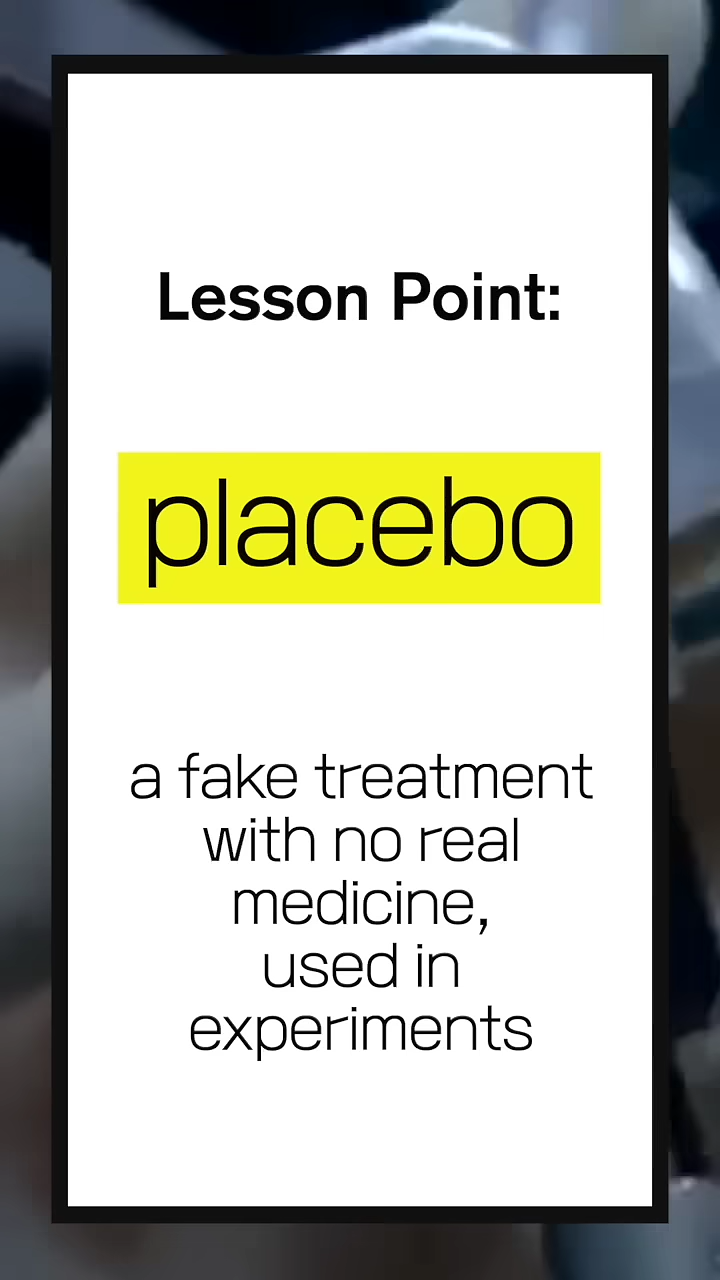 Lesson Point:
placebo
a fake treatment
with no real
medicine,
used in
experiments